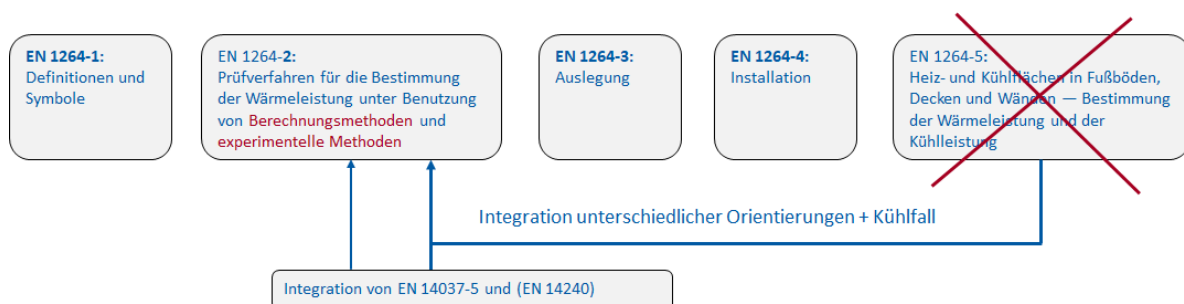 EN 1264-1:
Definitionen und
Symbole
EN 1264-2:
Prüfverfahren für die Bestimmung
der Wärmeleistung unter Benutzung
von Berechnungsmethoden und
experimentelle Methoden
EN 1264-3:
Auslegung
EN 1264-4:
Installation
EN 1264-5:
Heiz- und Kühlflächen in Fußböden,
Decken und Wänden — Bestimmung
der Wärmeleistung und der
Kühlleistung
Integration unterschiedlicher Orientierungen + Kühlfall
Integration von EN 14037-5 und (EN 14240)